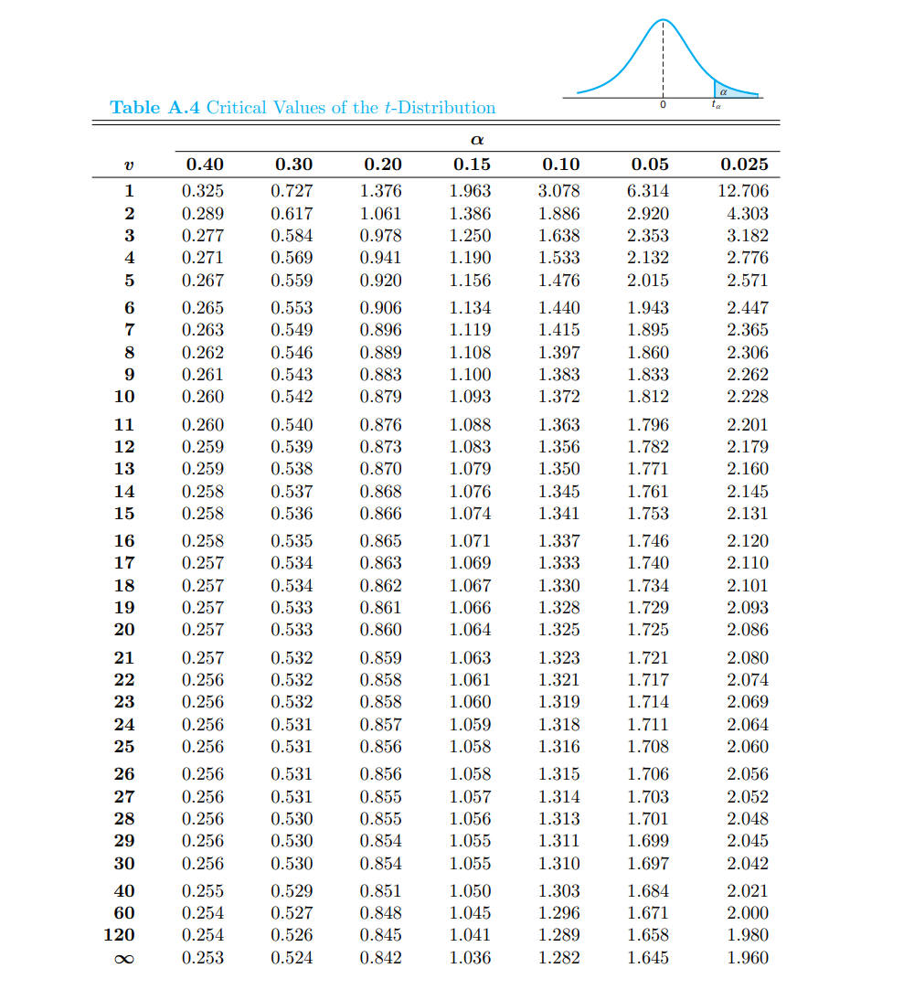 α
0
tα
Table A.4 Critical Values of the t-Distribution
α
v 0.40 0.30 0.20 0.15 0.10 0.05 0.025
1 0.325 0.727 1.376 1.963 3.078 6.314 12.706
2 0.289 0.617 1.061 1.386 1.886 2.920 4.303
3 0.277 0.584 0.978 1.250 1.638 2.353 3.182
4 0.271 0.569 0.941 1.190 1.533 2.132 2.776
5 0.267 0.559 0.920 1.156 1.476 2.015 2.571
6 0.265 0.553 0.906 1.134 1.440 1.943 2.447
7 0.263 0.549 0.896 1.119 1.415 1.895 2.365
8 0.262 0.546 0.889 1.108 1.397 1.860 2.306
9 0.261 0.543 0.883 1.100 1.383 1.833 2.262
10 0.260 0.542 0.879 1.093 1.372 1.812 2.228
11 0.260 0.540 0.876 1.088 1.363 1.796 2.201
12 0.259 0.539 0.873 1.083 1.356 1.782 2.179
13 0.259 0.538 0.870 1.079 1.350 1.771 2.160
14 0.258 0.537 0.868 1.076 1.345 1.761 2.145
15 0.258 0.536 0.866 1.074 1.341 1.753 2.131
16 0.258 0.535 0.865 1.071 1.337 1.746 2.120
17 0.257 0.534 0.863 1.069 1.333 1.740 2.110
18 0.257 0.534 0.862 1.067 1.330 1.734 2.101
19 0.257 0.533 0.861 1.066 1.328 1.729 2.093
20 0.257 0.533 0.860 1.064 1.325 1.725 2.086
21 0.257 0.532 0.859 1.063 1.323 1.721 2.080
22 0.256 0.532 0.858 1.061 1.321 1.717 2.074
23 0.256 0.532 0.858 1.060 1.319 1.714 2.069
24 0.256 0.531 0.857 1.059 1.318 1.711 2.064
25 0.256 0.531 0.856 1.058 1.316 1.708 2.060
26 0.256 0.531 0.856 1.058 1.315 1.706 2.056
27 0.256 0.531 0.855 1.057 1.314 1.703 2.052
28 0.256 0.530 0.855 1.056 1.313 1.701 2.048
29 0.256 0.530 0.854 1.055 1.311 1.699 2.045
30 0.256 0.530 0.854 1.055 1.310 1.697 2.042
40 0.255 0.529 0.851 1.050 1.303 1.684 2.021
60 0.254 0.527 0.848 1.045 1.296 1.671 2.000
120 0.254 0.526 0.845 1.041 1.289 1.658 1.980
∞ 0.253 0.524 0.842 1.036 1.282 1.645 1.960